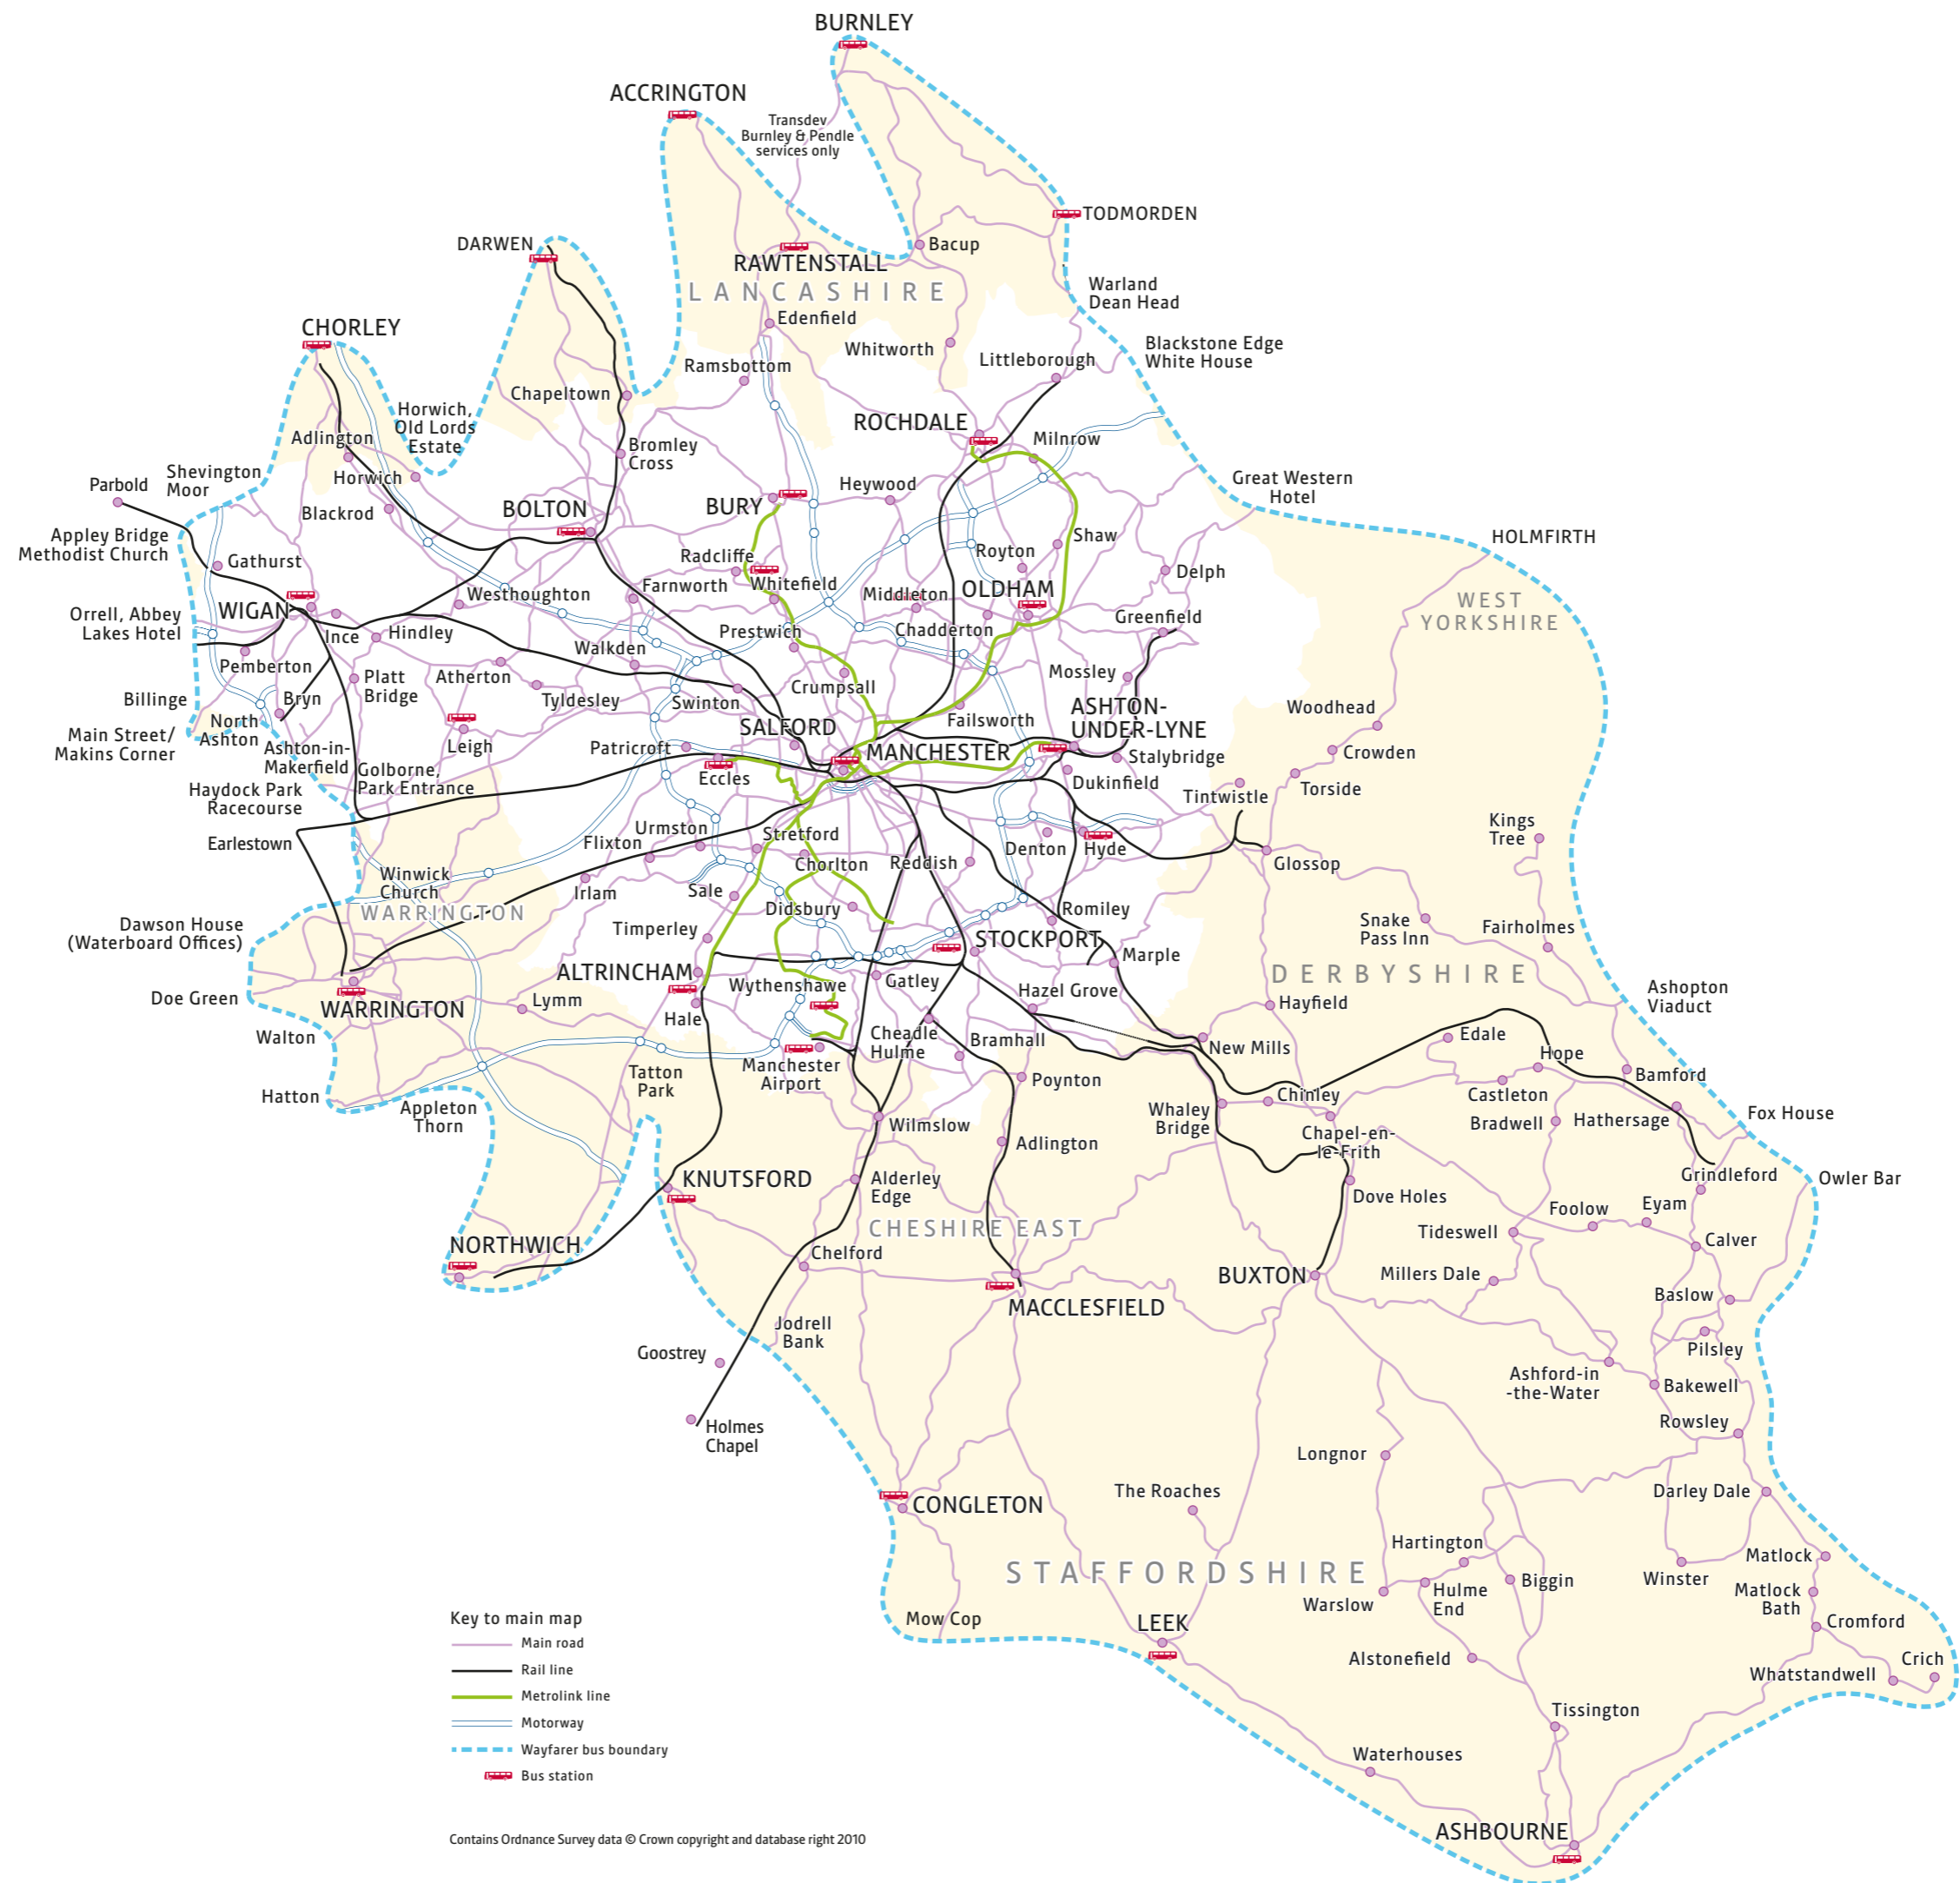 BURNLEY
ACCRINGTON
Transdev
Burnley & Pendle
services only
TODMORDEN
DARWEN
Bacup
RAWTENSTALL
LANCASHIRE
Warland
Dean Head
CHORLEY
Edenfield
Whitworth
Blackstone Edge
White House
Ramsbottom
Littleborough
Chapeltown
Horwich,
Old Lords
Estate
ROCHDALE
Adlington
Milnrow
Bromley
Cross
Shevington
Moor
Parbold
Horwich
Heywood
Great Western
Hotel
BOLTON
BURY
Blackrod
Appley Bridge
Methodist Church
HOLMFIRTH
Shaw
Royton
Gathurst
Radcliffe
Delph
Farnworth
Whitefield
Westhoughton
Middleton
OLDHAM
WEST
YORKSHIRE
Orrell, Abbey
Lakes Hotel
WIGAN
Greenfield
Ince
Hindley
Prestwich
Chadderton
Walkden
Pemberton
Platt
Bridge
Atherton
Mossley
Crumpsall
Billinge
Bryn
Tyldesley
Swinton
North
Ashton
Failsworth
ASHTON-
UNDER-LYNE
Woodhead
Main Street/
Makins Corner
SALFORD
Ashton-in-
Makerfield
Leigh
Patricroft
MANCHESTER
Crowden
Stalybridge
Golborne,
Park Entrance
Eccles
Dukinfield
Haydock Park
Racecourse
Tintwistle
Torside
Earlestown
Urmston
Stretford
Kings
Tree
Flixton
Denton
Hyde
Chorlton
Reddish
Glossop
Winwick
Church
Irlam
Sale
WARRINGTON
Didsbury
Romiley
Dawson House
(Waterboard Offices)
Timperley
Snake
Pass Inn
Fairholmes
STOCKPORT
Marple
ALTRINCHAM
DERBYSHIRE
Wythenshawe
Gatley
Hazel Grove
Ashopton
Viaduct
Doe Green
WARRINGTON
Lymm
Hale
Hayfield
Walton
Cheadle
Hulme
Bramhall
New Mills
Edale
Manchester
Airport
Hope
Tatton
Park
Poynton
Bamford
Hatton
Appleton
Thorn
Castleton
Chinley
Whaley
Bridge
Bradwell
Hathersage
Fox House
Wilmslow
Adlington
Chapel-en-
le-Frith
KNUTSFORD
Alderley
Edge
Grindleford
Owler Bar
Dove Holes
Eyam
Foolow
CHESHIRE EAST
Tideswell
NORTHWICH
Chelford
Calver
BUXTON
Millers Dale
Baslow
MACCLESFIELD
Jodrell
Bank
Goostrey
Pilsley
Ashford-in
-the-Water
Bakewell
Rowsley
Holmes
Chapel
Longnor
The Roaches
Darley Dale
CONGLETON
Hartington
Matlock
STAFFORDSHIRE
Biggin
Winster
Hulme
End
Matlock
Bath
Warslow
Mow Cop
LEEK
Cromford
Alstonefield
Crich
Whatstandwell
Tissington
Waterhouses
ASHBOURNE
Key to main map
Main road
Rail line
Metrolink line
Motorway
Wayfarer bus boundary
Bus station
Contains Ordnance Survey data © Crown copyright and database right 2010